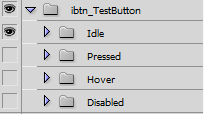 ibtn_TestButton
Idle
Pressed
Hover
Disabled